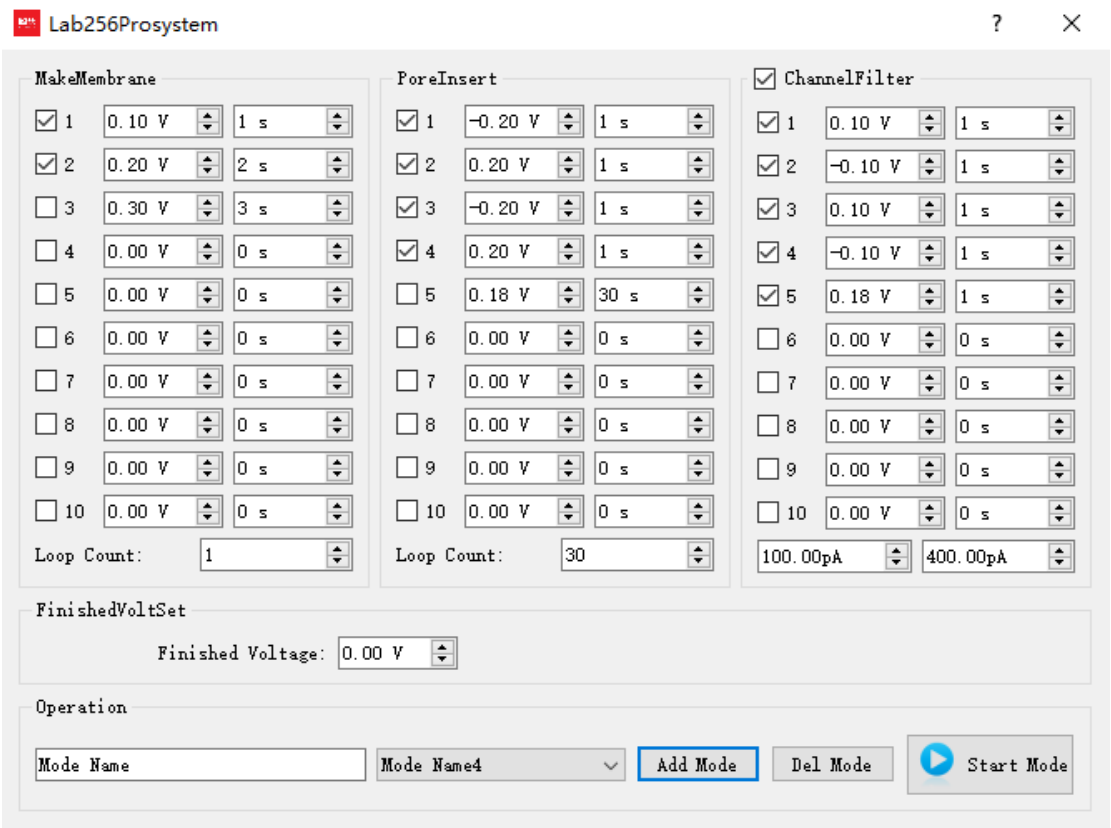 Lab256Prosystem ?
MakeMembrane
1 0.10 V 1 s
2 0.20 V 2 s
3 0.30 V 3 s
4 0.00 V 0 s
5 0.00 V 0 s
6 0.00 V 0 s
7 0.00 V 0 s
8 0.00 V 0 s
9 0.00 V 0 s
10 0.00 V 0 s
Loop Count: 1
PoreInsert
1 -0.20 V 1 s
2 0.20 V 1 s
3 -0.20 V 1 s
4 0.20 V 1 s
5 0.18 V 30 s
6 0.00 V 0 s
7 0.00 V 0 s
8 0.00 V 0 s
9 0.00 V 0 s
10 0.00 V 0 s
Loop Count: 30
ChannelFilter
1 0.10 V 1 s
2 -0.10 V 1 s
3 0.10 V 1 s
4 -0.10 V 1 s
5 0.18 V 1 s
6 0.00 V 0 s
7 0.00 V 0 s
8 0.00 V 0 s
9 0.00 V 0 s
10 0.00 V 0 s
100.00pA 400.00pA
FinishedVoltSet
Finished Voltage: 0.00 V
Operation
Mode Name Mode Name4 Add Mode Del Mode Start Mode